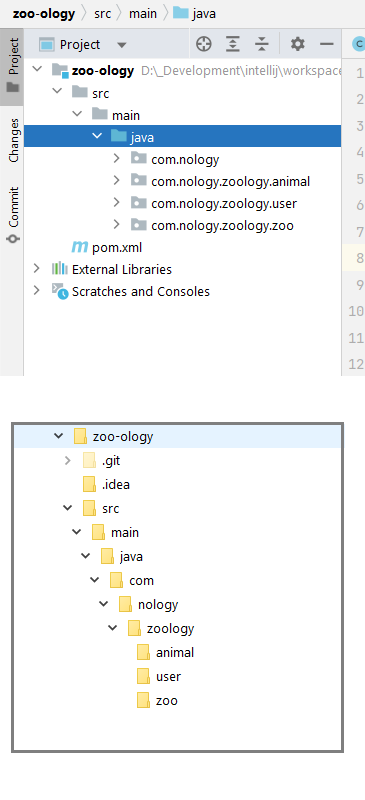 zoo-ology src main java
Project
Changes
Commit
Project
zoo-ology D:\_Development\intellij\workspace
src
main
java
com.nology
com.nology.zoology.animal
com.nology.zoology.user
com.nology.zoology.zoo
pom.xml
External Libraries
Scratches and Consoles
1
2
3
4
5
6
7
8
9
10
11
12
zoo-ology
.git
.idea
src
main
java
com
nology
zoology
animal
user
zoo